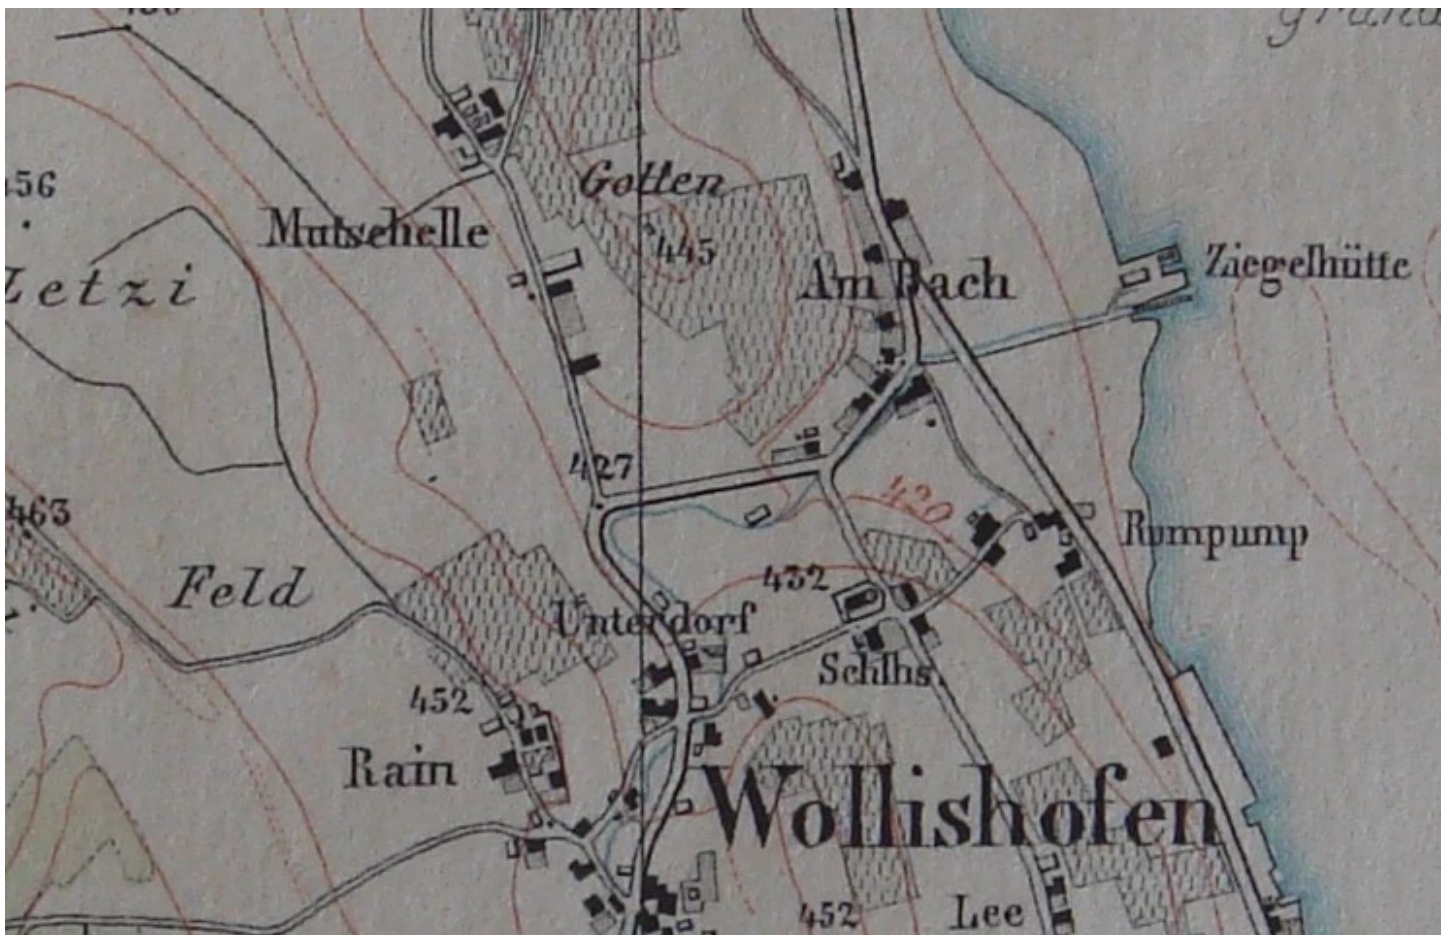 Gotten
456
Mutschelle
445
Letzi
Am Bach
Ziegelhütte
427
420
463
Rumpump
Feld
432
Unterdorf
Schlhs.
452
Rain
Wollishofen
452
Lee